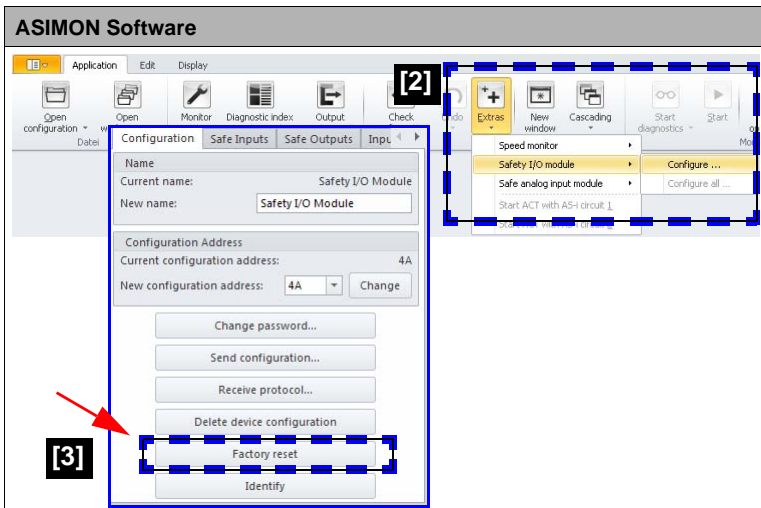 ASIMON Software
Application Edit Display
[2]
Open configuration
Open
Monitor
Diagnostic index
Output
Check
Extras
New window
Cascading
Start diagnostics
Start
Datei
Speed monitor
Safety I/O module
Safe analog input module
Start ACT with AS-i circuit 1
Configure ...
Configure all ...
Configuration Safe Inputs Safe Outputs
Name
Current name: Safety I/O Module
New name: Safety I/O Module
Configuration Address
Current configuration address: 4A
New configuration address: 4A Change
Change password...
Send configuration...
Receive protocol...
Delete device configuration
[3]
Factory reset
Identify